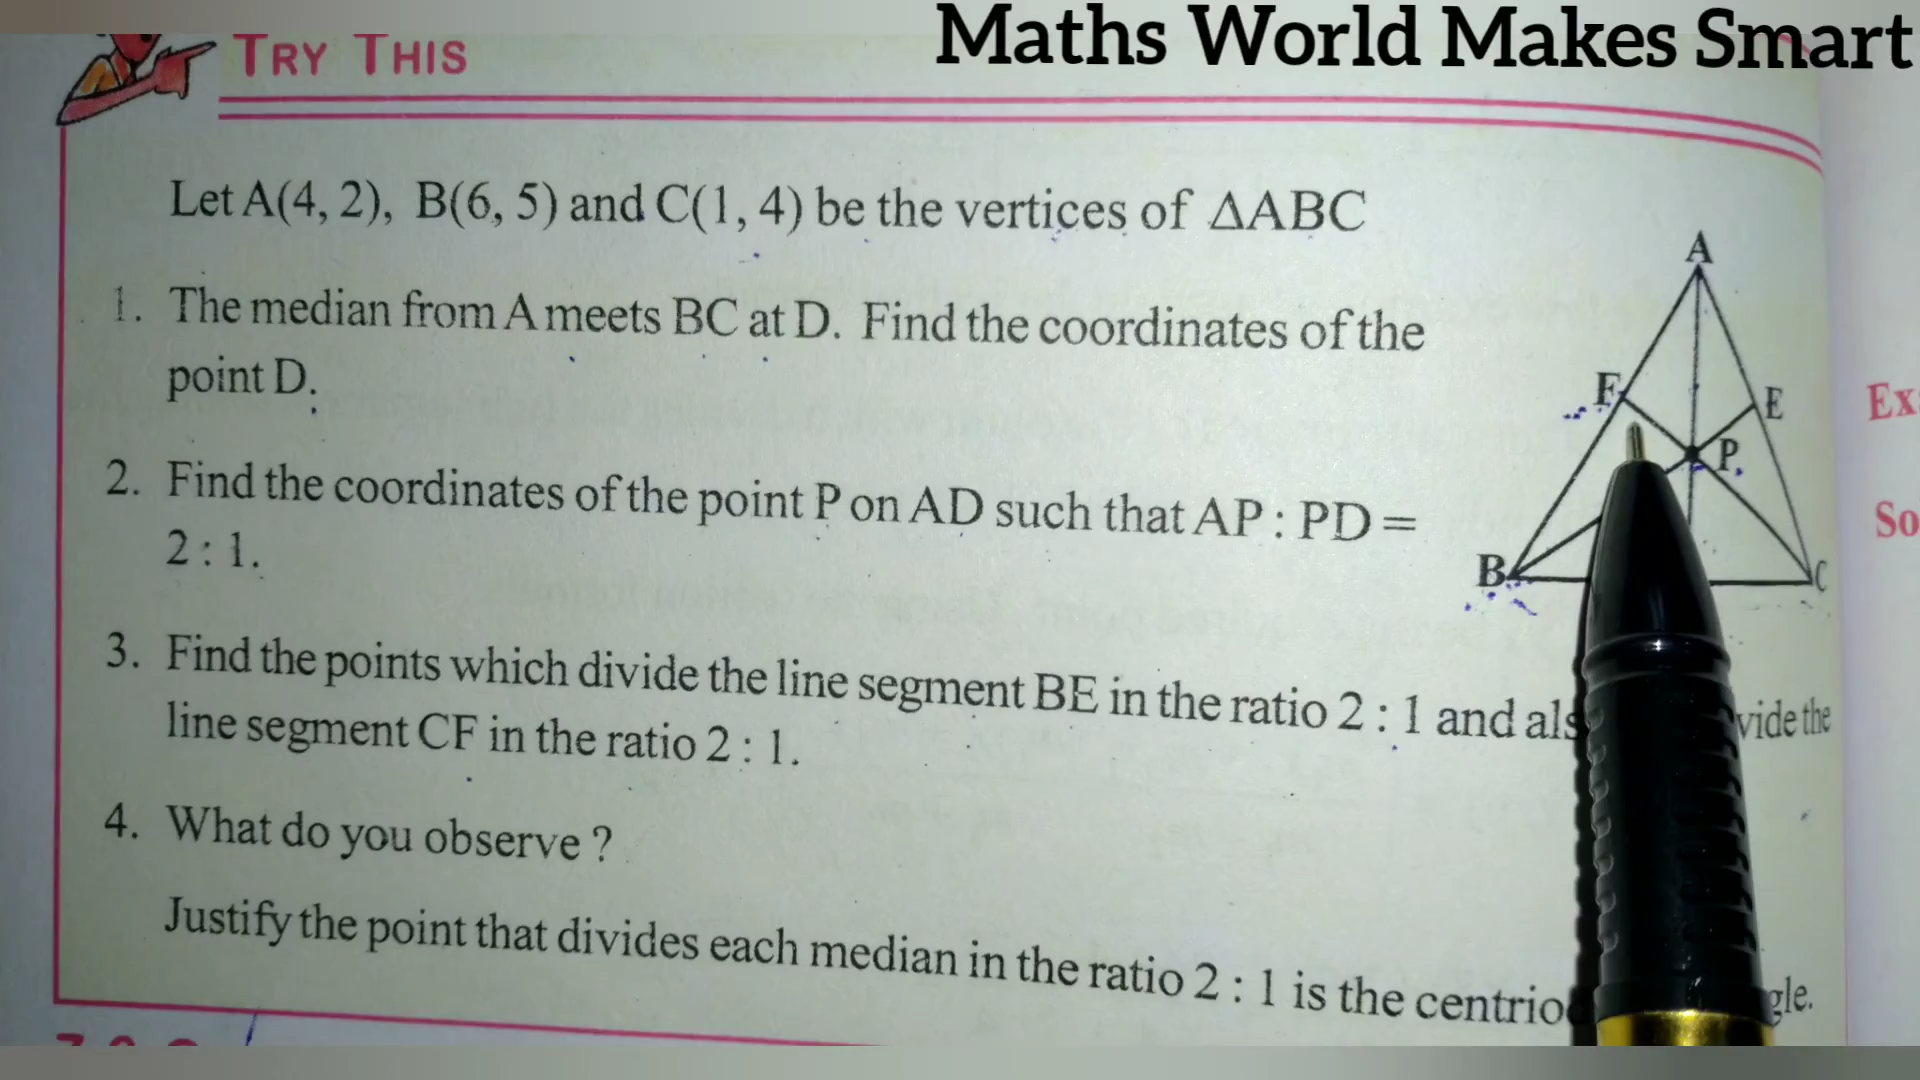 Maths World Makes Smart
TRY THIS
Let A(4, 2), B(6, 5) and C(1, 4) be the vertices of ΔABC
1. The median from A meets BC at D. Find the coordinates of the
point D.
2. Find the coordinates of the point P on AD such that AP : PD =
2 : 1.
3. Find the points which divide the line segment BE in the ratio 2 : 1 and als vide the
line segment CF in the ratio 2 : 1.
4. What do you observe ?
Justify the point that divides each median in the ratio 2 : 1 is the centrio gle.
A
F
E
P
B
C
Ex
So